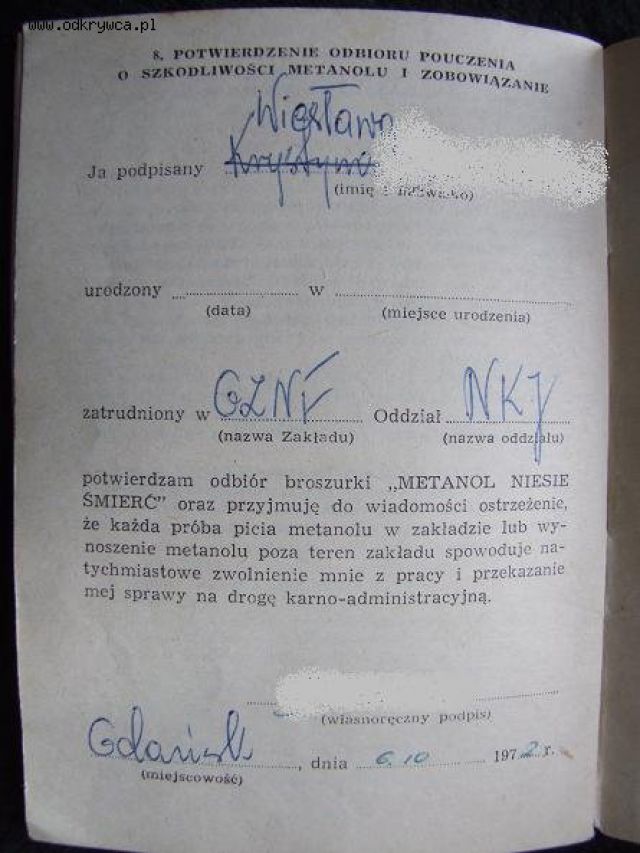 www.odkrywca.pl
8. POTWIERDZENIE ODBIORU POUCZENIA
O SZKODLIWOŚCI METANOLU I ZOBOWIĄZANIE
Wiesława
Ja podpisany Krystyna
(imię i nazwisko)
urodzony w
(data) (miejsce urodzenia)
zatrudniony w GZNF Oddział NKJ
(nazwa Zakładu) (nazwa oddziału)
potwierdzam odbiór broszurki „METANOL NIESIE
ŚMIERĆ" oraz przyjmuję do wiadomości ostrzeżenie,
że każda próba picia metanolu w zakładzie lub wy-
noszenie metanolu poza teren zakładu spowoduje na-
tychmiastowe zwolnienie mnie z pracy i przekazanie
mej sprawy na drogę karno-administracyjną.
(własnoręczny podpis)
Gdańsk, dnia 6.10 1972 r.
(miejscowość)